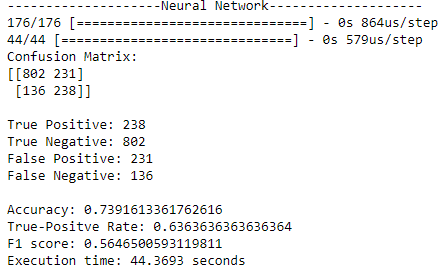 --------------------Neural Network--------------------
176/176 [==============================] - 0s 864us/step
44/44 [==============================] - 0s 579us/step
Confusion Matrix:
[[802 231]
 [136 238]]

True Positive: 238
True Negative: 802
False Positive: 231
False Negative: 136

Accuracy: 0.7391613361762616
True-Positve Rate: 0.6363636363636364
F1 score: 0.5646500593119811
Execution time: 44.3693 seconds